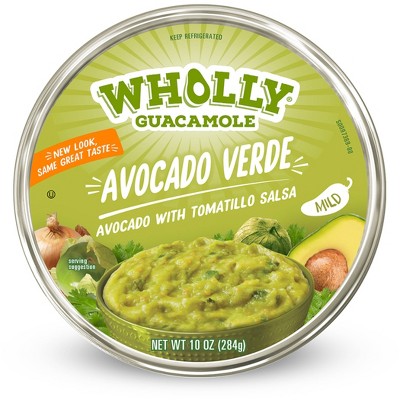 KEEP REFRIGERATED
WHOLLY®
GUACAMOLE
NEW LOOK,
SAME GREAT TASTE
AVOCADO VERDE
AVOCADO WITH TOMATILLO SALSA
MILD
serving
suggestion
NET WT 10 OZ (284g)